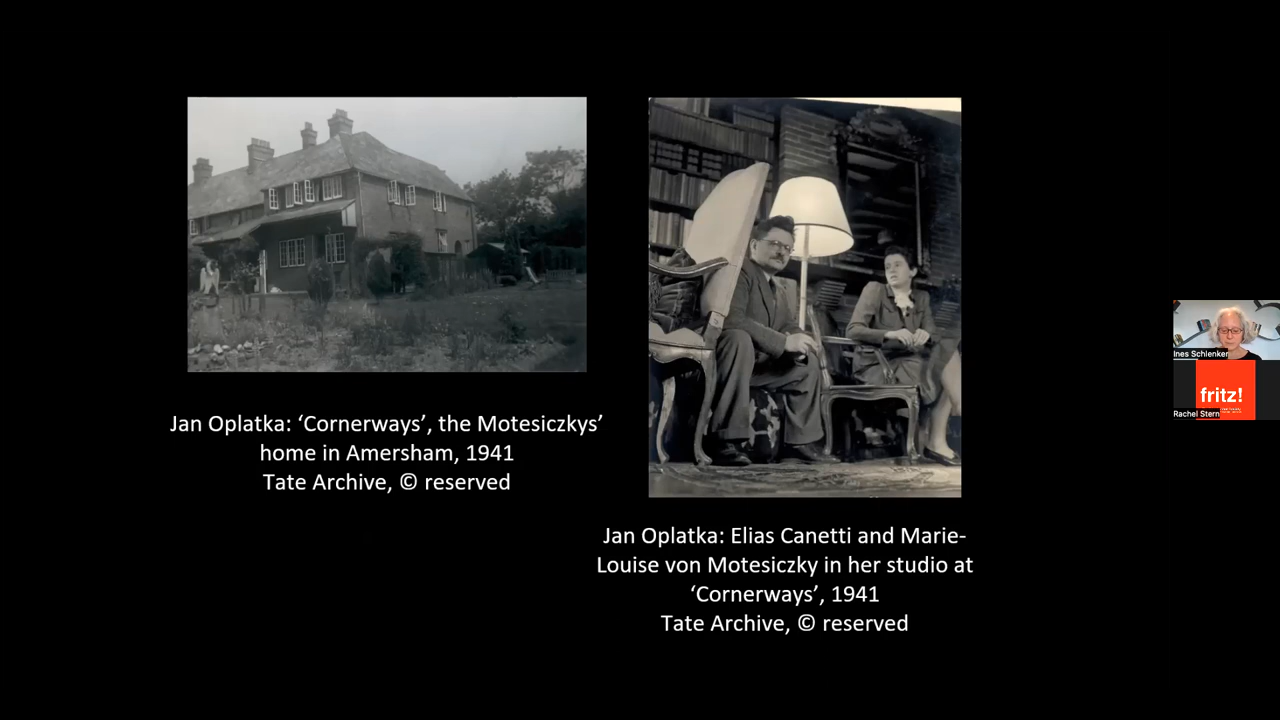 Jan Oplatka: ‘Cornerways’, the Motesiczkys’
home in Amersham, 1941
Tate Archive, © reserved
Jan Oplatka: Elias Canetti and Marie-
Louise von Motesiczky in her studio at
‘Cornerways’, 1941
Tate Archive, © reserved
Ines Schlenker
fritz!
Rachel Stern